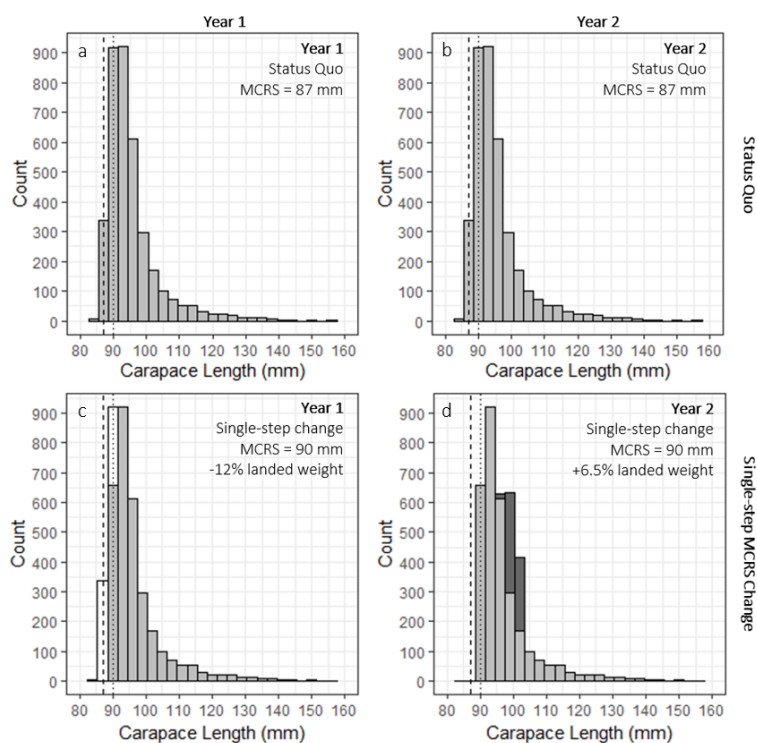 Year 1
Year 2
a
Year 1
Status Quo
MCRS = 87 mm
900
800
700
600
500
400
300
200
100
0
Count
80 90 100 110 120 130 140 150 160
Carapace Length (mm)
b
Year 2
Status Quo
MCRS = 87 mm
900
800
700
600
500
400
300
200
100
0
Count
80 90 100 110 120 130 140 150 160
Carapace Length (mm)
Status Quo
c
Year 1
Single-step change
MCRS = 90 mm
-12% landed weight
900
800
700
600
500
400
300
200
100
0
Count
80 90 100 110 120 130 140 150 160
Carapace Length (mm)
d
Year 2
Single-step change
MCRS = 90 mm
+6.5% landed weight
900
800
700
600
500
400
300
200
100
0
Count
80 90 100 110 120 130 140 150 160
Carapace Length (mm)
Single-step MCRS Change